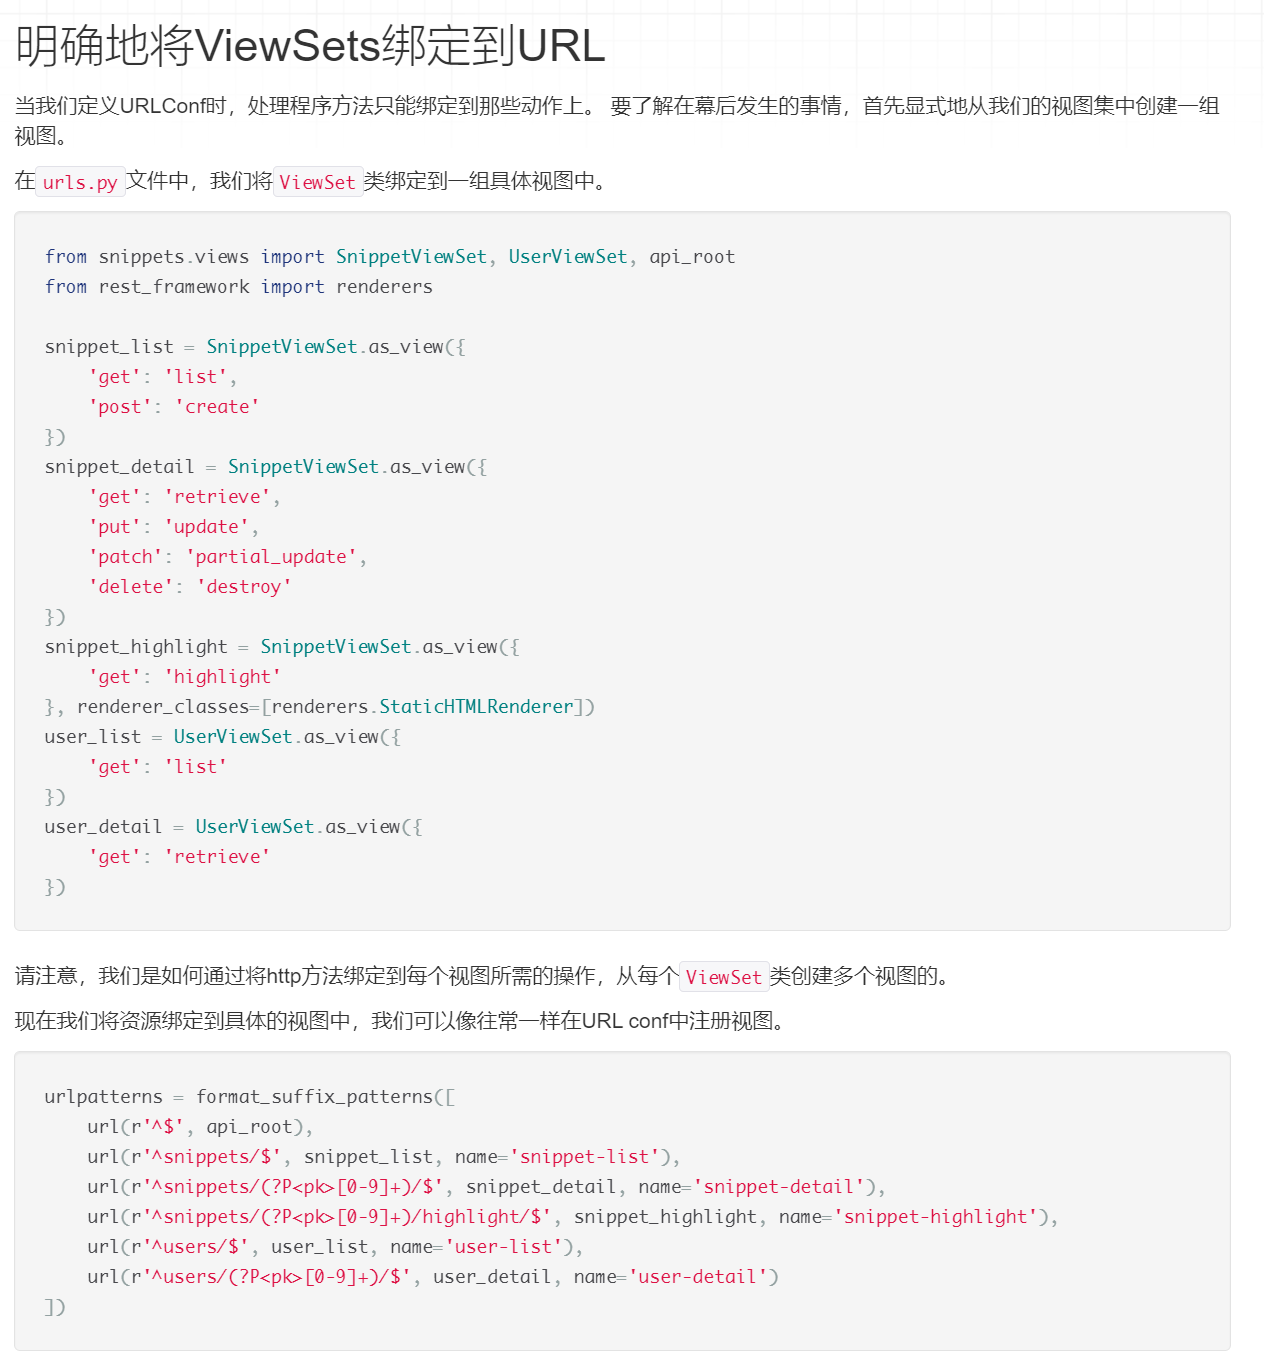 明确地将ViewSets绑定到URL
当我们定义URLConf时，处理程序方法只能绑定到那些动作上。 要了解在幕后发生的事情，首先显式地从我们的视图集中创建一组
视图。
在urls.py文件中，我们将ViewSet类绑定到一组具体视图中。
from snippets.views import SnippetViewSet, UserViewSet, api_root
from rest_framework import renderers
snippet_list = SnippetViewSet.as_view({
    'get': 'list',
    'post': 'create'
})
snippet_detail = SnippetViewSet.as_view({
    'get': 'retrieve',
    'put': 'update',
    'patch': 'partial_update',
    'delete': 'destroy'
})
snippet_highlight = SnippetViewSet.as_view({
    'get': 'highlight'
}, renderer_classes=[renderers.StaticHTMLRenderer])
user_list = UserViewSet.as_view({
    'get': 'list'
})
user_detail = UserViewSet.as_view({
    'get': 'retrieve'
})
请注意，我们是如何通过将http方法绑定到每个视图所需的操作，从每个ViewSet类创建多个视图的。
现在我们将资源绑定到具体的视图中，我们可以像往常一样在URL conf中注册视图。
urlpatterns = format_suffix_patterns([
    url(r'^$', api_root),
    url(r'^snippets/$', snippet_list, name='snippet-list'),
    url(r'^snippets/(?P<pk>[0-9]+)/$', snippet_detail, name='snippet-detail'),
    url(r'^snippets/(?P<pk>[0-9]+)/highlight/$', snippet_highlight, name='snippet-highlight'),
    url(r'^users/$', user_list, name='user-list'),
    url(r'^users/(?P<pk>[0-9]+)/$', user_detail, name='user-detail')
])